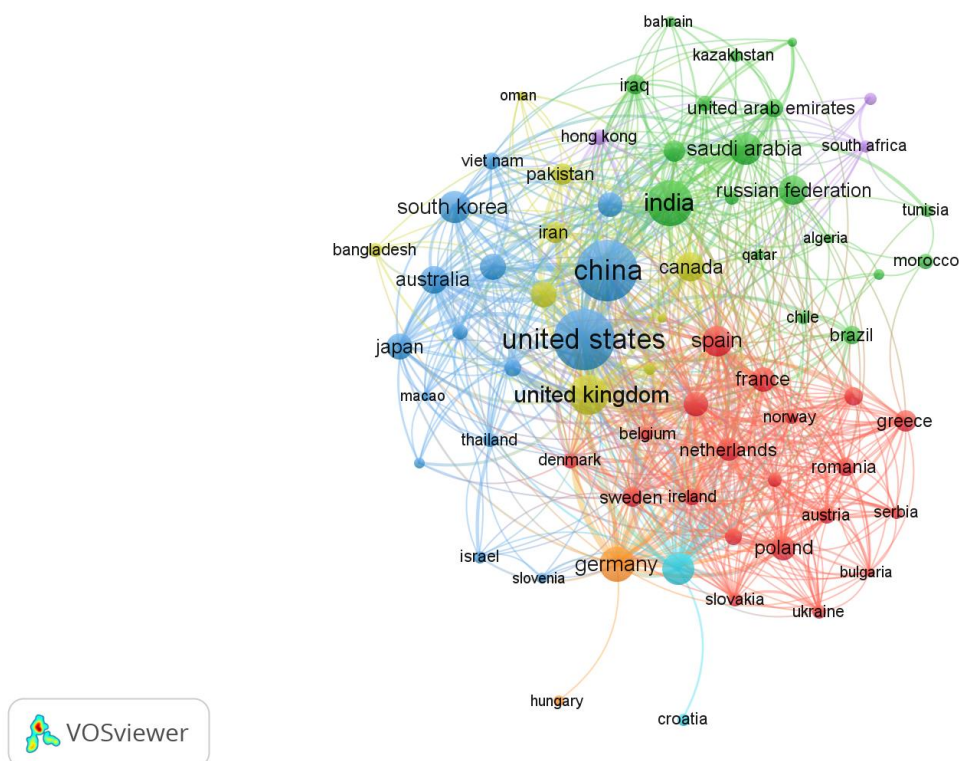 bahrain
kazakhstan
iraq
oman
united arab emirates
hong kong
south africa
saudi arabia
viet nam
pakistan
russian federation
india
south korea
tunisia
iran
algeria
bangladesh
qatar
morocco
china
canada
australia
chile
brazil
united states
spain
japan
france
macao
united kingdom
norway
greece
belgium
thailand
netherlands
denmark
romania
sweden
ireland
serbia
austria
poland
israel
germany
bulgaria
slovenia
slovakia
ukraine
hungary
croatia
VOSviewer